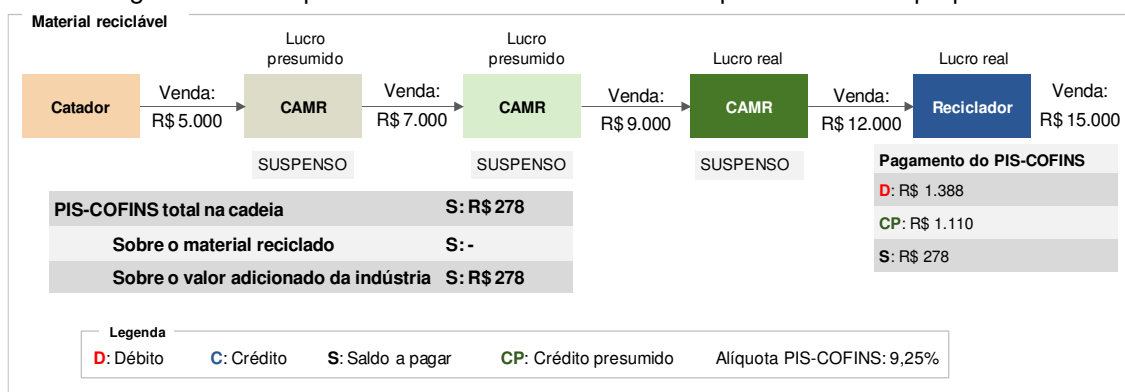 Material reciclável
Lucro
presumido
Lucro
presumido
Lucro real
Lucro real
Catador
Venda:
R$ 5.000
CAMR
Venda:
R$ 7.000
CAMR
Venda:
R$ 9.000
CAMR
Venda:
R$ 12.000
Reciclador
Venda:
R$ 15.000
SUSPENSO
SUSPENSO
SUSPENSO
Pagamento do PIS-COFINS
D: R$ 1.388
CP: R$ 1.110
S: R$ 278
PIS-COFINS total na cadeia S: R$ 278
Sobre o material reciclado S: -
Sobre o valor adicionado da indústria S: R$ 278
Legenda
D: Débito C: Crédito S: Saldo a pagar CP: Crédito presumido Alíquota PIS-COFINS: 9,25%